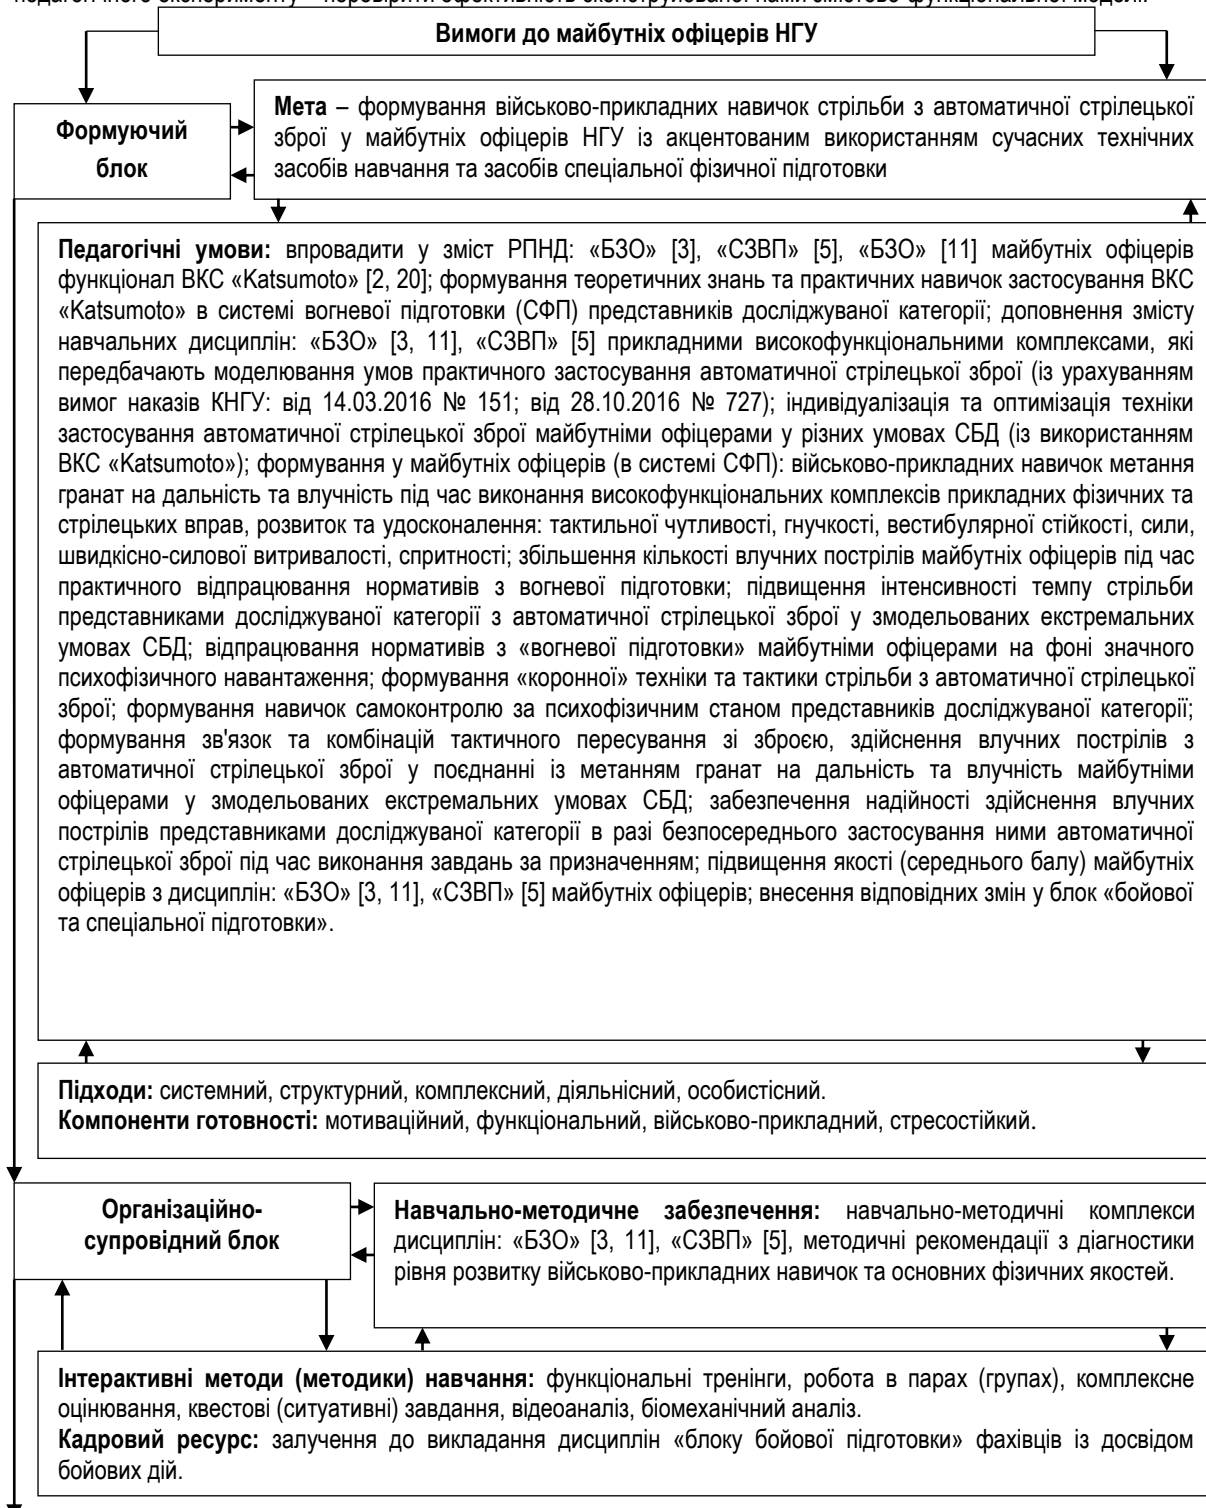 педагогічного експерименту – перевірити ефективність сконструйованої нами змістово-функціональної моделі.
Вимоги до майбутніх офіцерів НГУ
Формуючий
блок
Мета – формування військово-прикладних навичок стрільби з автоматичної стрілецької
зброї у майбутніх офіцерів НГУ із акцентованим використанням сучасних технічних
засобів навчання та засобів спеціальної фізичної підготовки
Педагогічні умови: впровадити у зміст РПНД: «БЗО» [3], «СЗВП» [5], «БЗО» [11] майбутніх офіцерів
функціонал ВКС «Katsumoto» [2, 20]; формування теоретичних знань та практичних навичок застосування ВКС
«Katsumoto» в системі вогневої підготовки (СФП) представників досліджуваної категорії; доповнення змісту
навчальних дисциплін: «БЗО» [3, 11], «СЗВП» [5] прикладними високофункціональними комплексами, які
передбачають моделювання умов практичного застосування автоматичної стрілецької зброї (із урахуванням
вимог наказів КНГУ: від 14.03.2016 № 151; від 28.10.2016 № 727); індивідуалізація та оптимізація техніки
застосування автоматичної стрілецької зброї майбутніми офіцерами у різних умовах СБД (із використанням
ВКС «Katsumoto»); формування у майбутніх офіцерів (в системі СФП): військово-прикладних навичок метання
гранат на дальність та влучність під час виконання високофункціональних комплексів прикладних фізичних та
стрілецьких вправ, розвиток та удосконалення: тактильної чутливості, гнучкості, вестибулярної стійкості, сили,
швидкісно-силової витривалості, спритності; збільшення кількості влучних пострілів майбутніх офіцерів під час
практичного відпрацювання нормативів з вогневої підготовки; підвищення інтенсивності темпу стрільби
представниками досліджуваної категорії з автоматичної стрілецької зброї у змодельованих екстремальних
умовах СБД; відпрацювання нормативів з «вогневої підготовки» майбутніми офіцерами на фоні значного
психофізичного навантаження; формування «коронної» техніки та тактики стрільби з автоматичної стрілецької
зброї; формування навичок самоконтролю за психофізичним станом представників досліджуваної категорії;
формування зв'язок та комбінацій тактичного пересування зі зброєю, здійснення влучних пострілів з
автоматичної стрілецької зброї у поєднанні із метанням гранат на дальність та влучність майбутніми
офіцерами у змодельованих екстремальних умовах СБД; забезпечення надійності здійснення влучних
пострілів представниками досліджуваної категорії в разі безпосереднього застосування ними автоматичної
стрілецької зброї під час виконання завдань за призначенням; підвищення якості (середнього балу) майбутніх
офіцерів з дисциплін: «БЗО» [3, 11], «СЗВП» [5] майбутніх офіцерів; внесення відповідних змін у блок «бойової
та спеціальної підготовки».
Підходи: системний, структурний, комплексний, діяльнісний, особистісний.
Компоненти готовності: мотиваційний, функціональний, військово-прикладний, стресостійкий.
Організаційно-
супровідний блок
Навчально-методичне забезпечення: навчально-методичні комплекси
дисциплін: «БЗО» [3, 11], «СЗВП» [5], методичні рекомендації з діагностики
рівня розвитку військово-прикладних навичок та основних фізичних якостей.
Інтерактивні методи (методики) навчання: функціональні тренінги, робота в парах (групах), комплексне
оцінювання, квестові (ситуативні) завдання, відеоаналіз, біомеханічний аналіз.
Кадровий ресурс: залучення до викладання дисциплін «блоку бойової підготовки» фахівців із досвідом
бойових дій.